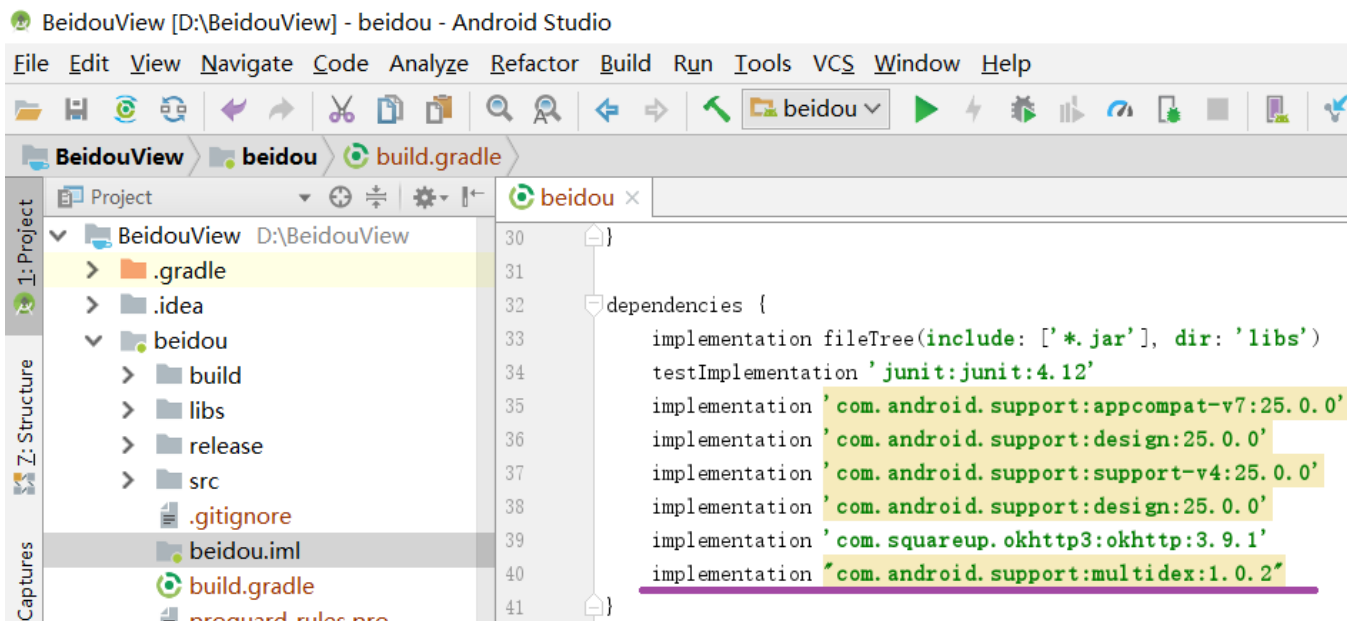 BeidouView [D:\BeidouView] - beidou - Android Studio
File Edit View Navigate Code Analyze Refactor Build Run Tools VCS Window Help
beidou
BeidouView beidou build.gradle
1: Project
Z: Structure
Captures
Project
BeidouView D:\BeidouView
.gradle
.idea
beidou
build
libs
release
src
.gitignore
beidou.iml
build.gradle
proguard-rules.pro
beidou
30 }
31
32 dependencies {
33 implementation fileTree(include: ['*.jar'], dir: 'libs')
34 testImplementation 'junit:junit:4.12'
35 implementation 'com.android.support:appcompat-v7:25.0.0'
36 implementation 'com.android.support:design:25.0.0'
37 implementation 'com.android.support:support-v4:25.0.0'
38 implementation 'com.android.support:design:25.0.0'
39 implementation 'com.squareup.okhttp3:okhttp:3.9.1'
40 implementation "com.android.support:multidex:1.0.2"
41 }